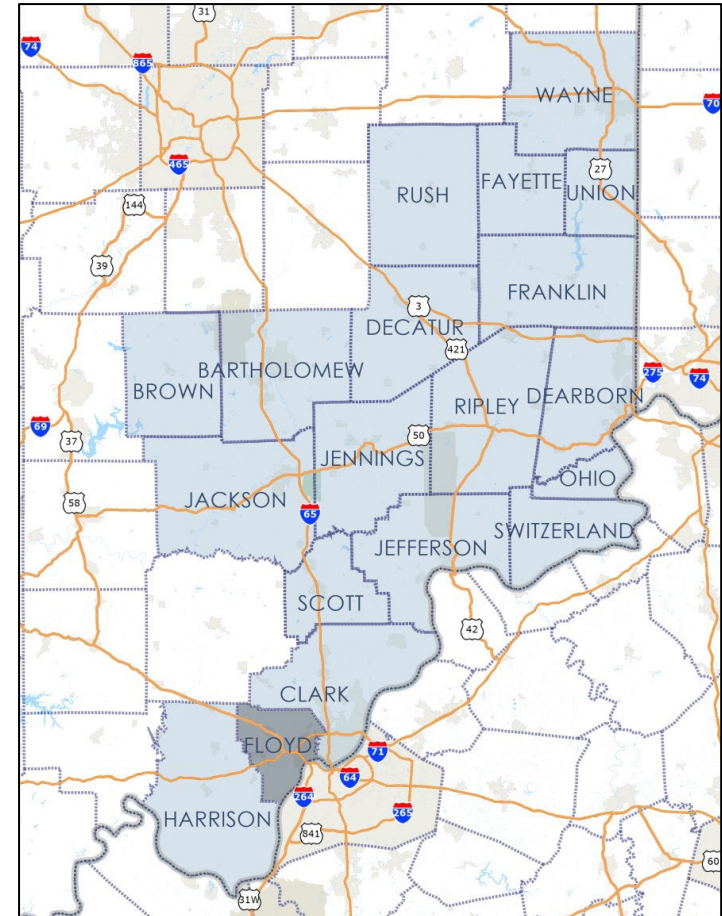 31
74
865
WAYNE
70
465
RUSH
FAYETTE
UNION
27
144
39
FRANKLIN
3
DECATUR
421
BARTHOLOMEW
BROWN
275
74
DEARBORN
RIPLEY
69
37
50
JENNINGS
OHIO
58
JACKSON
65
SWITZERLAND
JEFFERSON
SCOTT
42
CLARK
FLOYD
71
64
264
265
HARRISON
841
60
31W